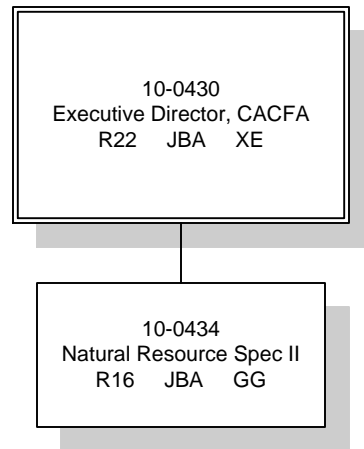 10-0430
Executive Director, CACFA
R22 JBA XE
10-0434
Natural Resource Spec II
R16 JBA GG